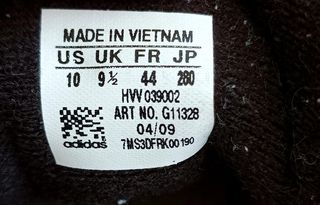 MADE IN VIETNAM
US UK FR JP
10 9½ 44 280
HVV 039002
ART NO. G11328
04/09
adidas 7MS3DFRK00190